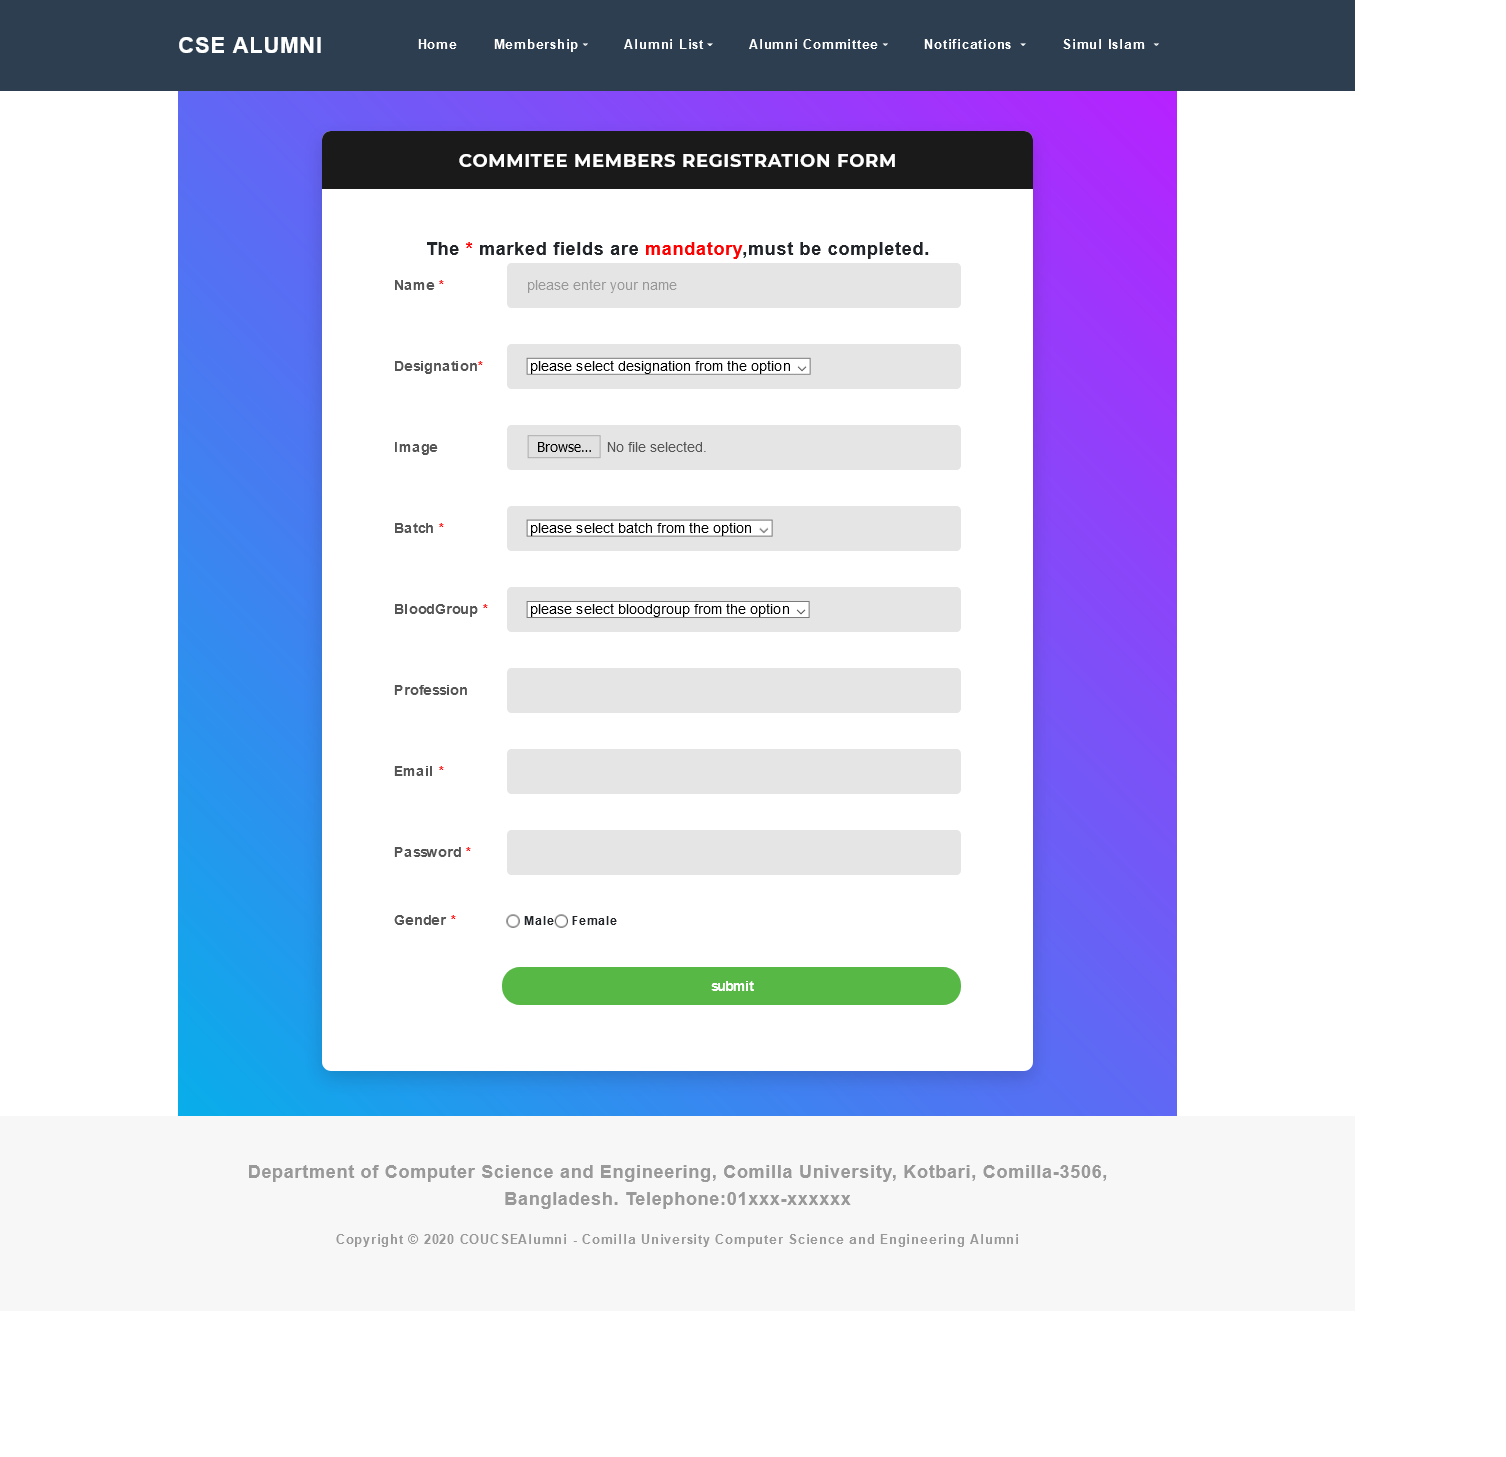 CSE ALUMNI Home Membership Alumni List Alumni Committee Notifications Simul Islam
COMMITEE MEMBERS REGISTRATION FORM
The * marked fields are mandatory,must be completed.
Name * please enter your name
Designation* please select designation from the option
Image Browse... No file selected.
Batch * please select batch from the option
BloodGroup * please select bloodgroup from the option
Profession
Email *
Password *
Gender * Male Female
submit
Department of Computer Science and Engineering, Comilla University, Kotbari, Comilla-3506,
Bangladesh. Telephone:01xxx-xxxxxx
Copyright © 2020 COUCSEAlumni - Comilla University Computer Science and Engineering Alumni